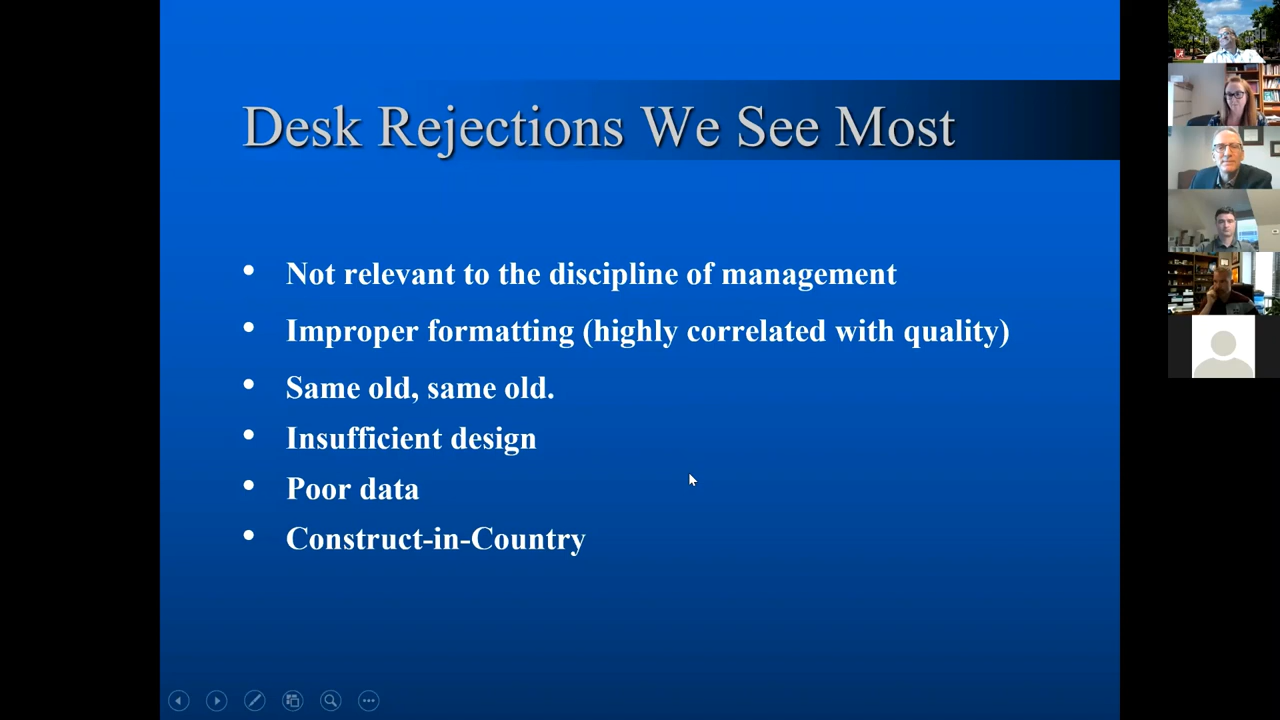 Desk Rejections We See Most
• Not relevant to the discipline of management
• Improper formatting (highly correlated with quality)
• Same old, same old.
• Insufficient design
• Poor data
• Construct-in-Country